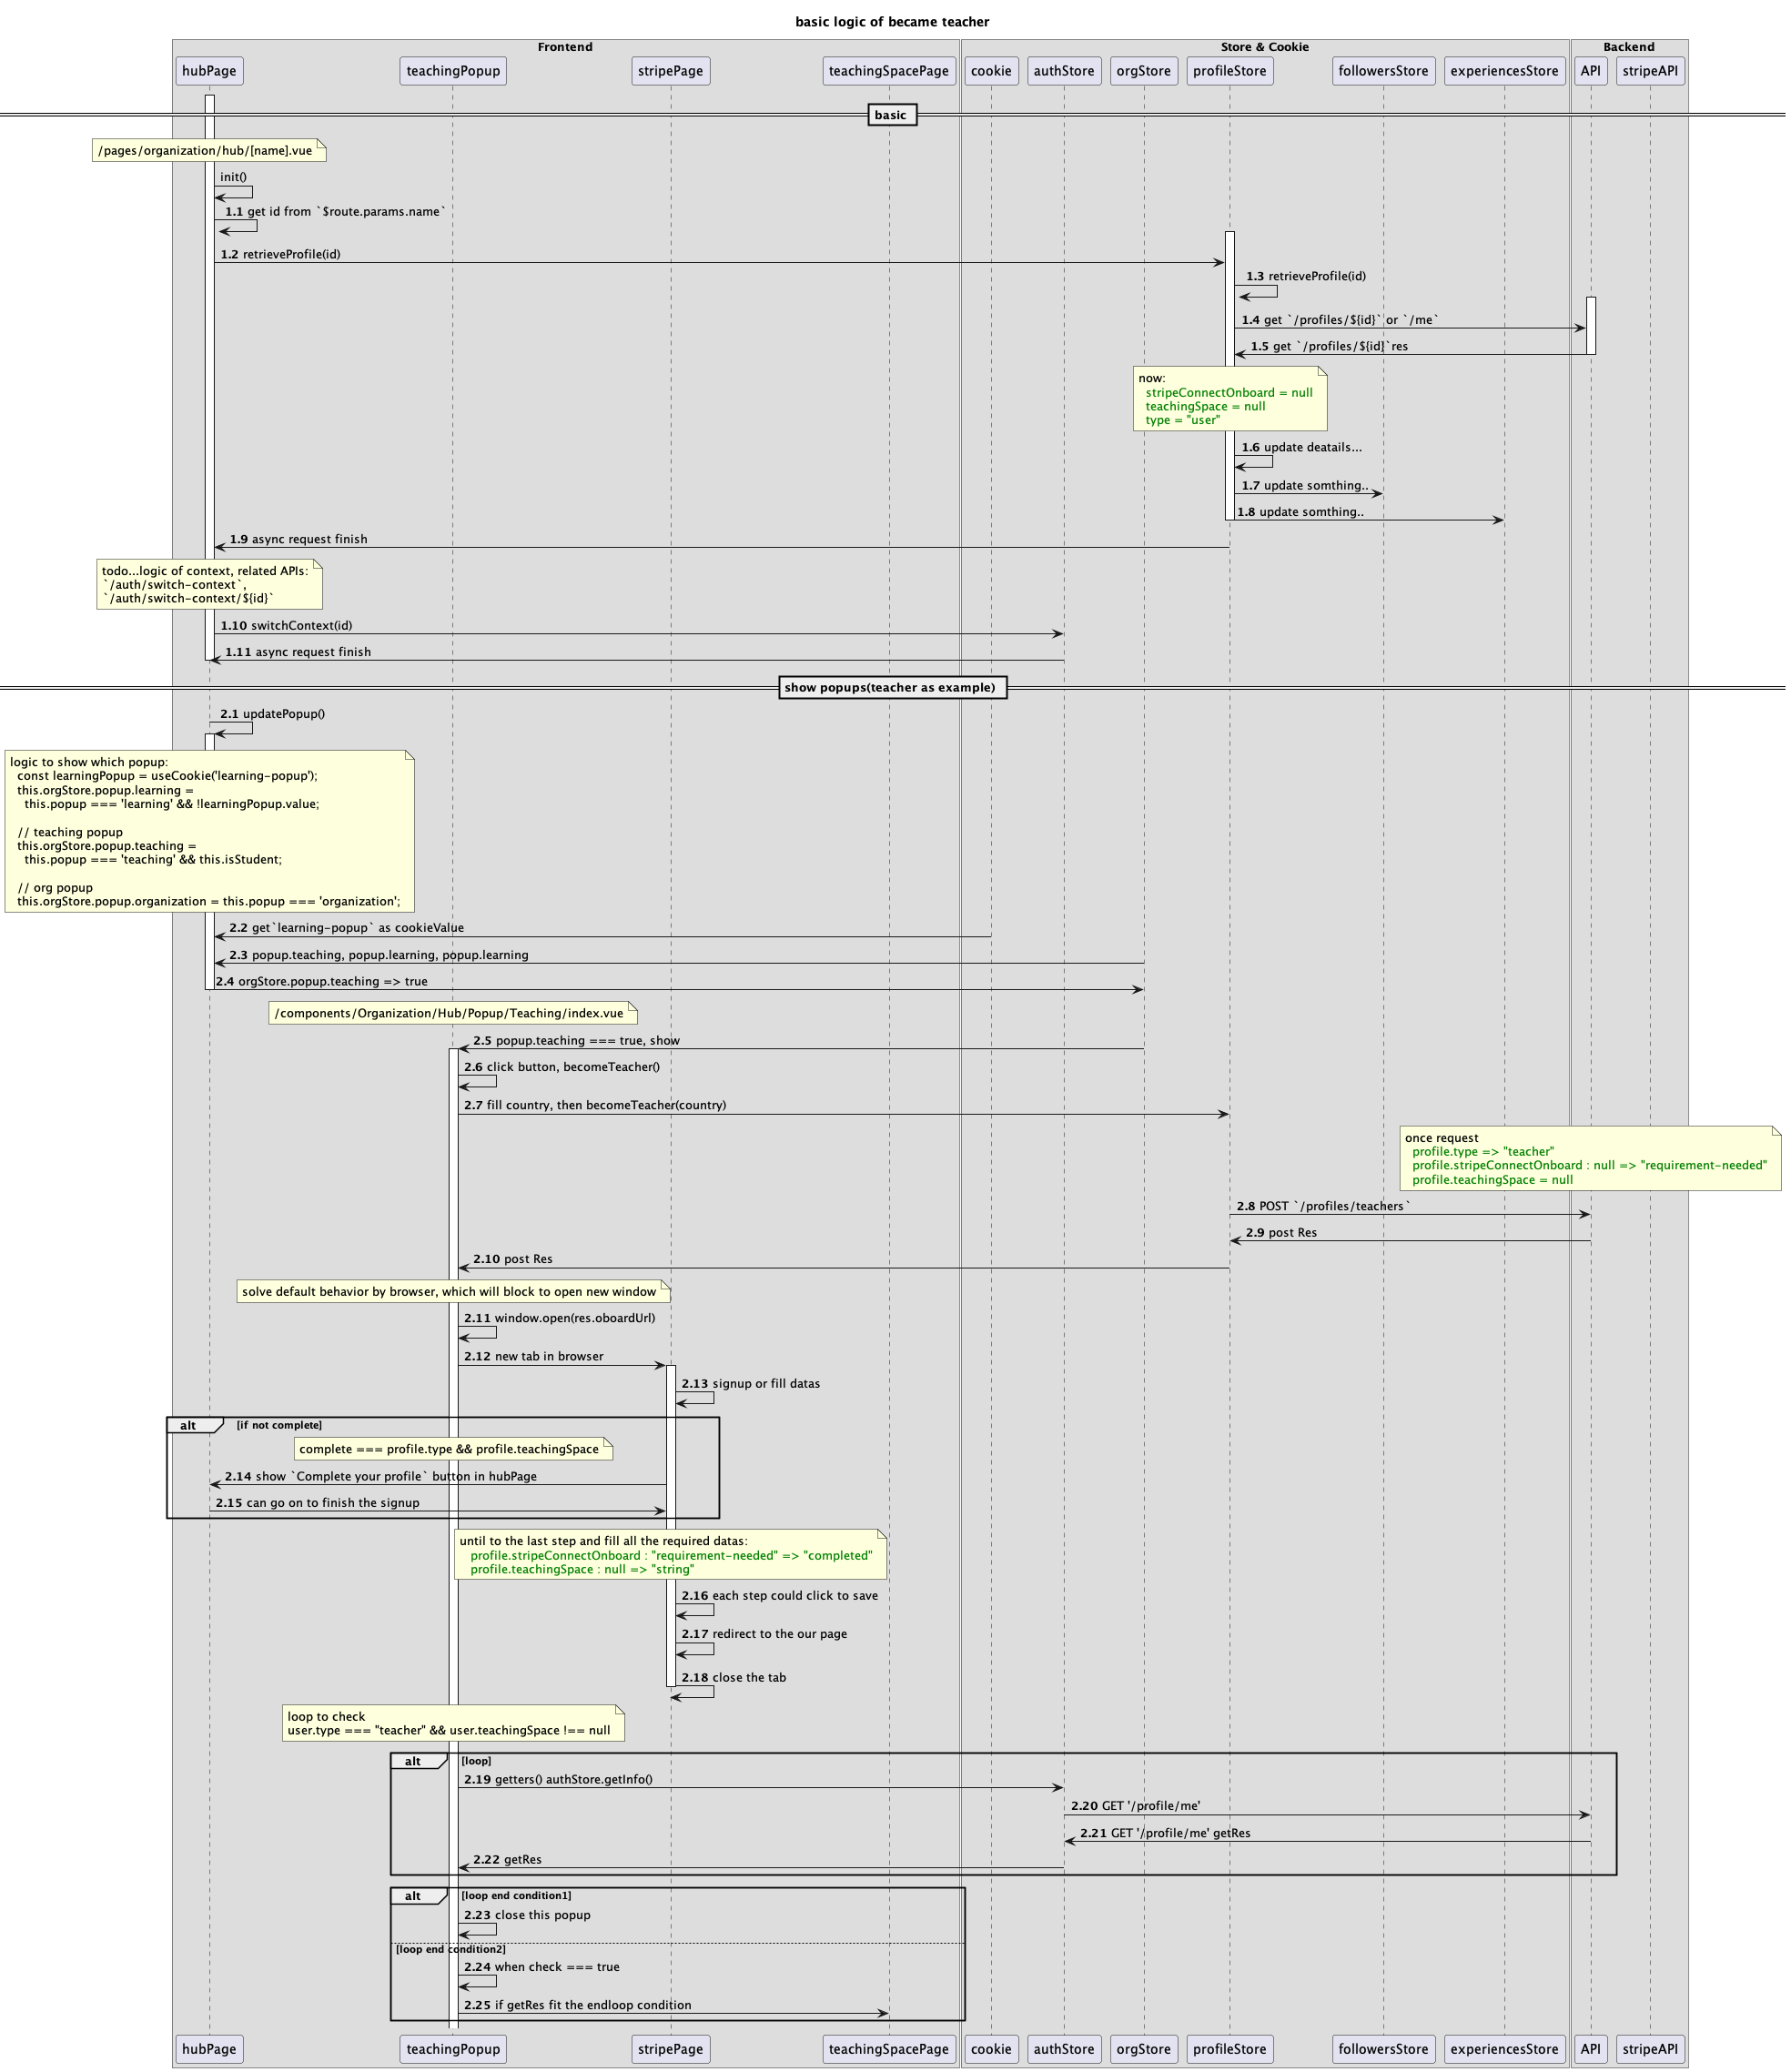 basic logic of became teacher
Frontend
Store & Cookie
Backend
hubPage
teachingPopup
stripePage
teachingSpacePage
cookie
authStore
orgStore
profileStore
followersStore
experiencesStore
API
stripeAPI
basic
/pages/organization/hub/[name].vue
init()
1.1 get id from `$route.params.name`
1.2 retrieveProfile(id)
1.3 retrieveProfile(id)
1.4 get `/profiles/${id}` or `/me`
1.5 get `/profiles/${id}`res
now:
stripeConnectOnboard = null
teachingSpace = null
type = "user"
1.6 update deatails...
1.7 update somthing..
1.8 update somthing..
1.9 async request finish
todo...logic of context, related APIs:
`/auth/switch-context`,
`/auth/switch-context/${id}`
1.10 switchContext(id)
1.11 async request finish
show popups(teacher as example)
2.1 updatePopup()
logic to show which popup:
const learningPopup = useCookie('learning-popup');
this.orgStore.popup.learning =
this.popup === 'learning' && !learningPopup.value;
// teaching popup
this.orgStore.popup.teaching =
this.popup === 'teaching' && this.isStudent;
// org popup
this.orgStore.popup.organization = this.popup === 'organization';
2.2 get`learning-popup` as cookieValue
2.3 popup.teaching, popup.learning, popup.learning
2.4 orgStore.popup.teaching => true
/components/Organization/Hub/Popup/Teaching/index.vue
2.5 popup.teaching === true, show
2.6 click button, becomeTeacher()
2.7 fill country, then becomeTeacher(country)
once request
profile.type => "teacher"
profile.stripeConnectOnboard : null => "requirement-needed"
profile.teachingSpace = null
2.8 POST `/profiles/teachers`
2.9 post Res
2.10 post Res
solve default behavior by browser, which will block to open new window
2.11 window.open(res.oboardUrl)
2.12 new tab in browser
2.13 signup or fill datas
alt [if not complete]
complete === profile.type && profile.teachingSpace
2.14 show `Complete your profile` button in hubPage
2.15 can go on to finish the signup
until to the last step and fill all the required datas:
profile.stripeConnectOnboard : "requirement-needed" => "completed"
profile.teachingSpace : null => "string"
2.16 each step could click to save
2.17 redirect to the our page
2.18 close the tab
loop to check
user.type === "teacher" && user.teachingSpace !== null
alt [loop]
2.19 getters() authStore.getInfo()
2.20 GET '/profile/me'
2.21 GET '/profile/me' getRes
2.22 getRes
alt [loop end condition1]
2.23 close this popup
[loop end condition2]
2.24 when check === true
2.25 if getRes fit the endloop condition
hubPage
teachingPopup
stripePage
teachingSpacePage
cookie
authStore
orgStore
profileStore
followersStore
experiencesStore
API
stripeAPI